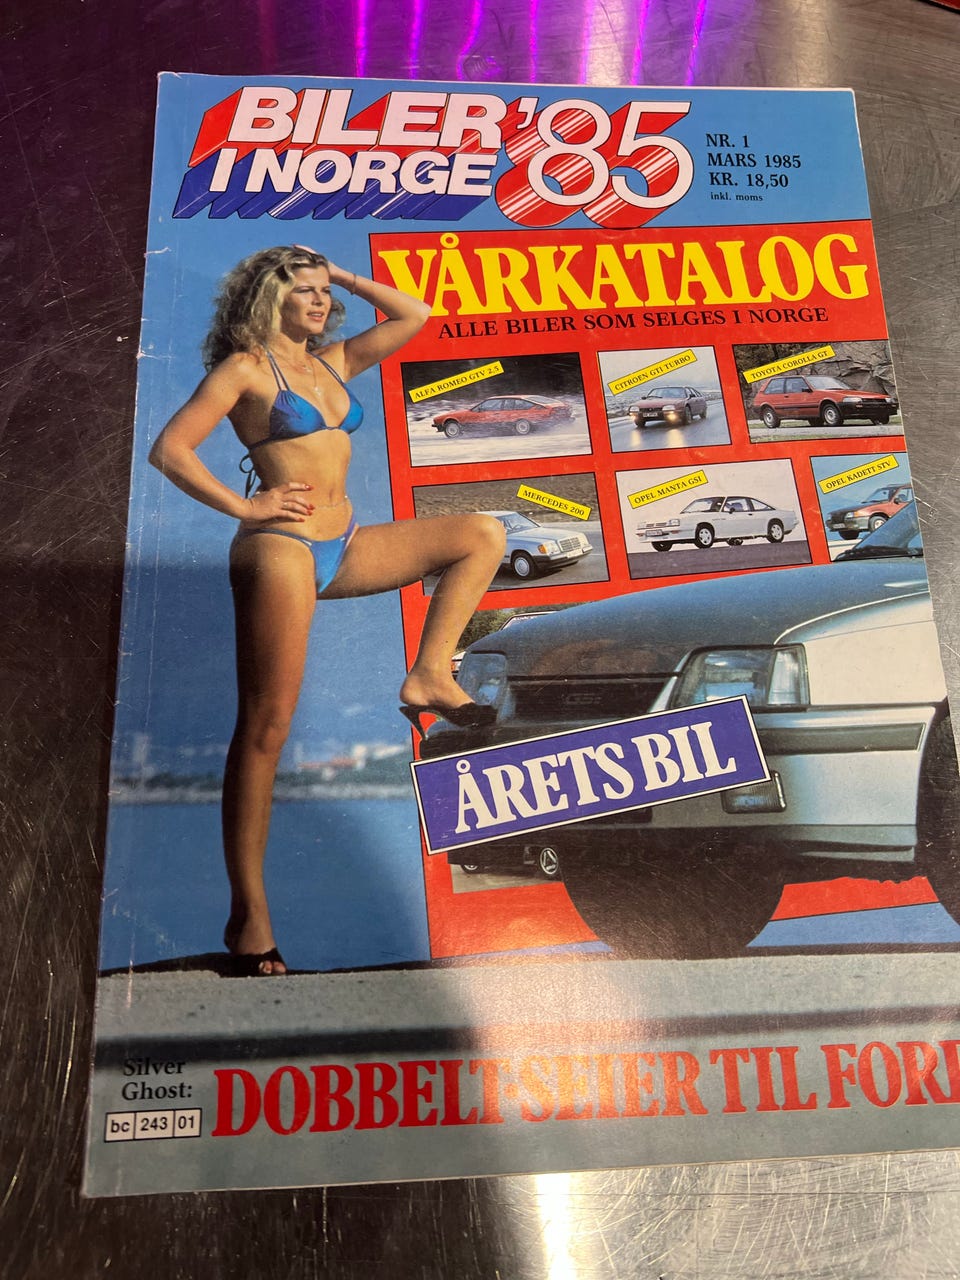 BILER '85
I NORGE
NR. 1
MARS 1985
KR. 18,50
inkl. moms
VÅRKATALOG
ALLE BILER SOM SELGES I NORGE
ALFA ROMEO GTV 2.5
CITROEN GTI TURBO
TOYOTA COROLLA GT
MERCEDES 200
OPEL MANTA GSI
OPEL KADETT STV
ÅRETS BIL
Silver
Ghost:
DOBBELT-SEIER TIL FOR
bc 243 01